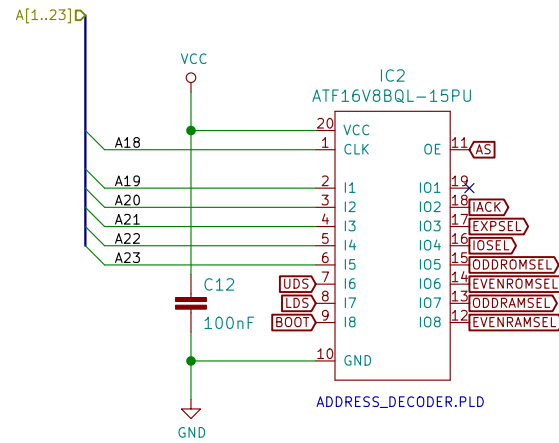 A[1..23]
VCC
IC2
ATF16V8BQL-15PU
20 VCC
A18 1 CLK OE 11 AS
A19 2 I1 IO1 19
A20 3 I2 IO2 18 IACK
A21 4 I3 IO3 17 EXPSEL
A22 5 I4 IO4 16 IOSEL
A23 6 I5 IO5 15 ODDROMSEL
UDS 7 I6 IO6 14 EVENROMSEL
LDS 8 I7 IO7 13 ODDRAMSEL
BOOT 9 I8 IO8 12 EVENRAMSEL
C12
100nF
10 GND
ADDRESS_DECODER.PLD
GND